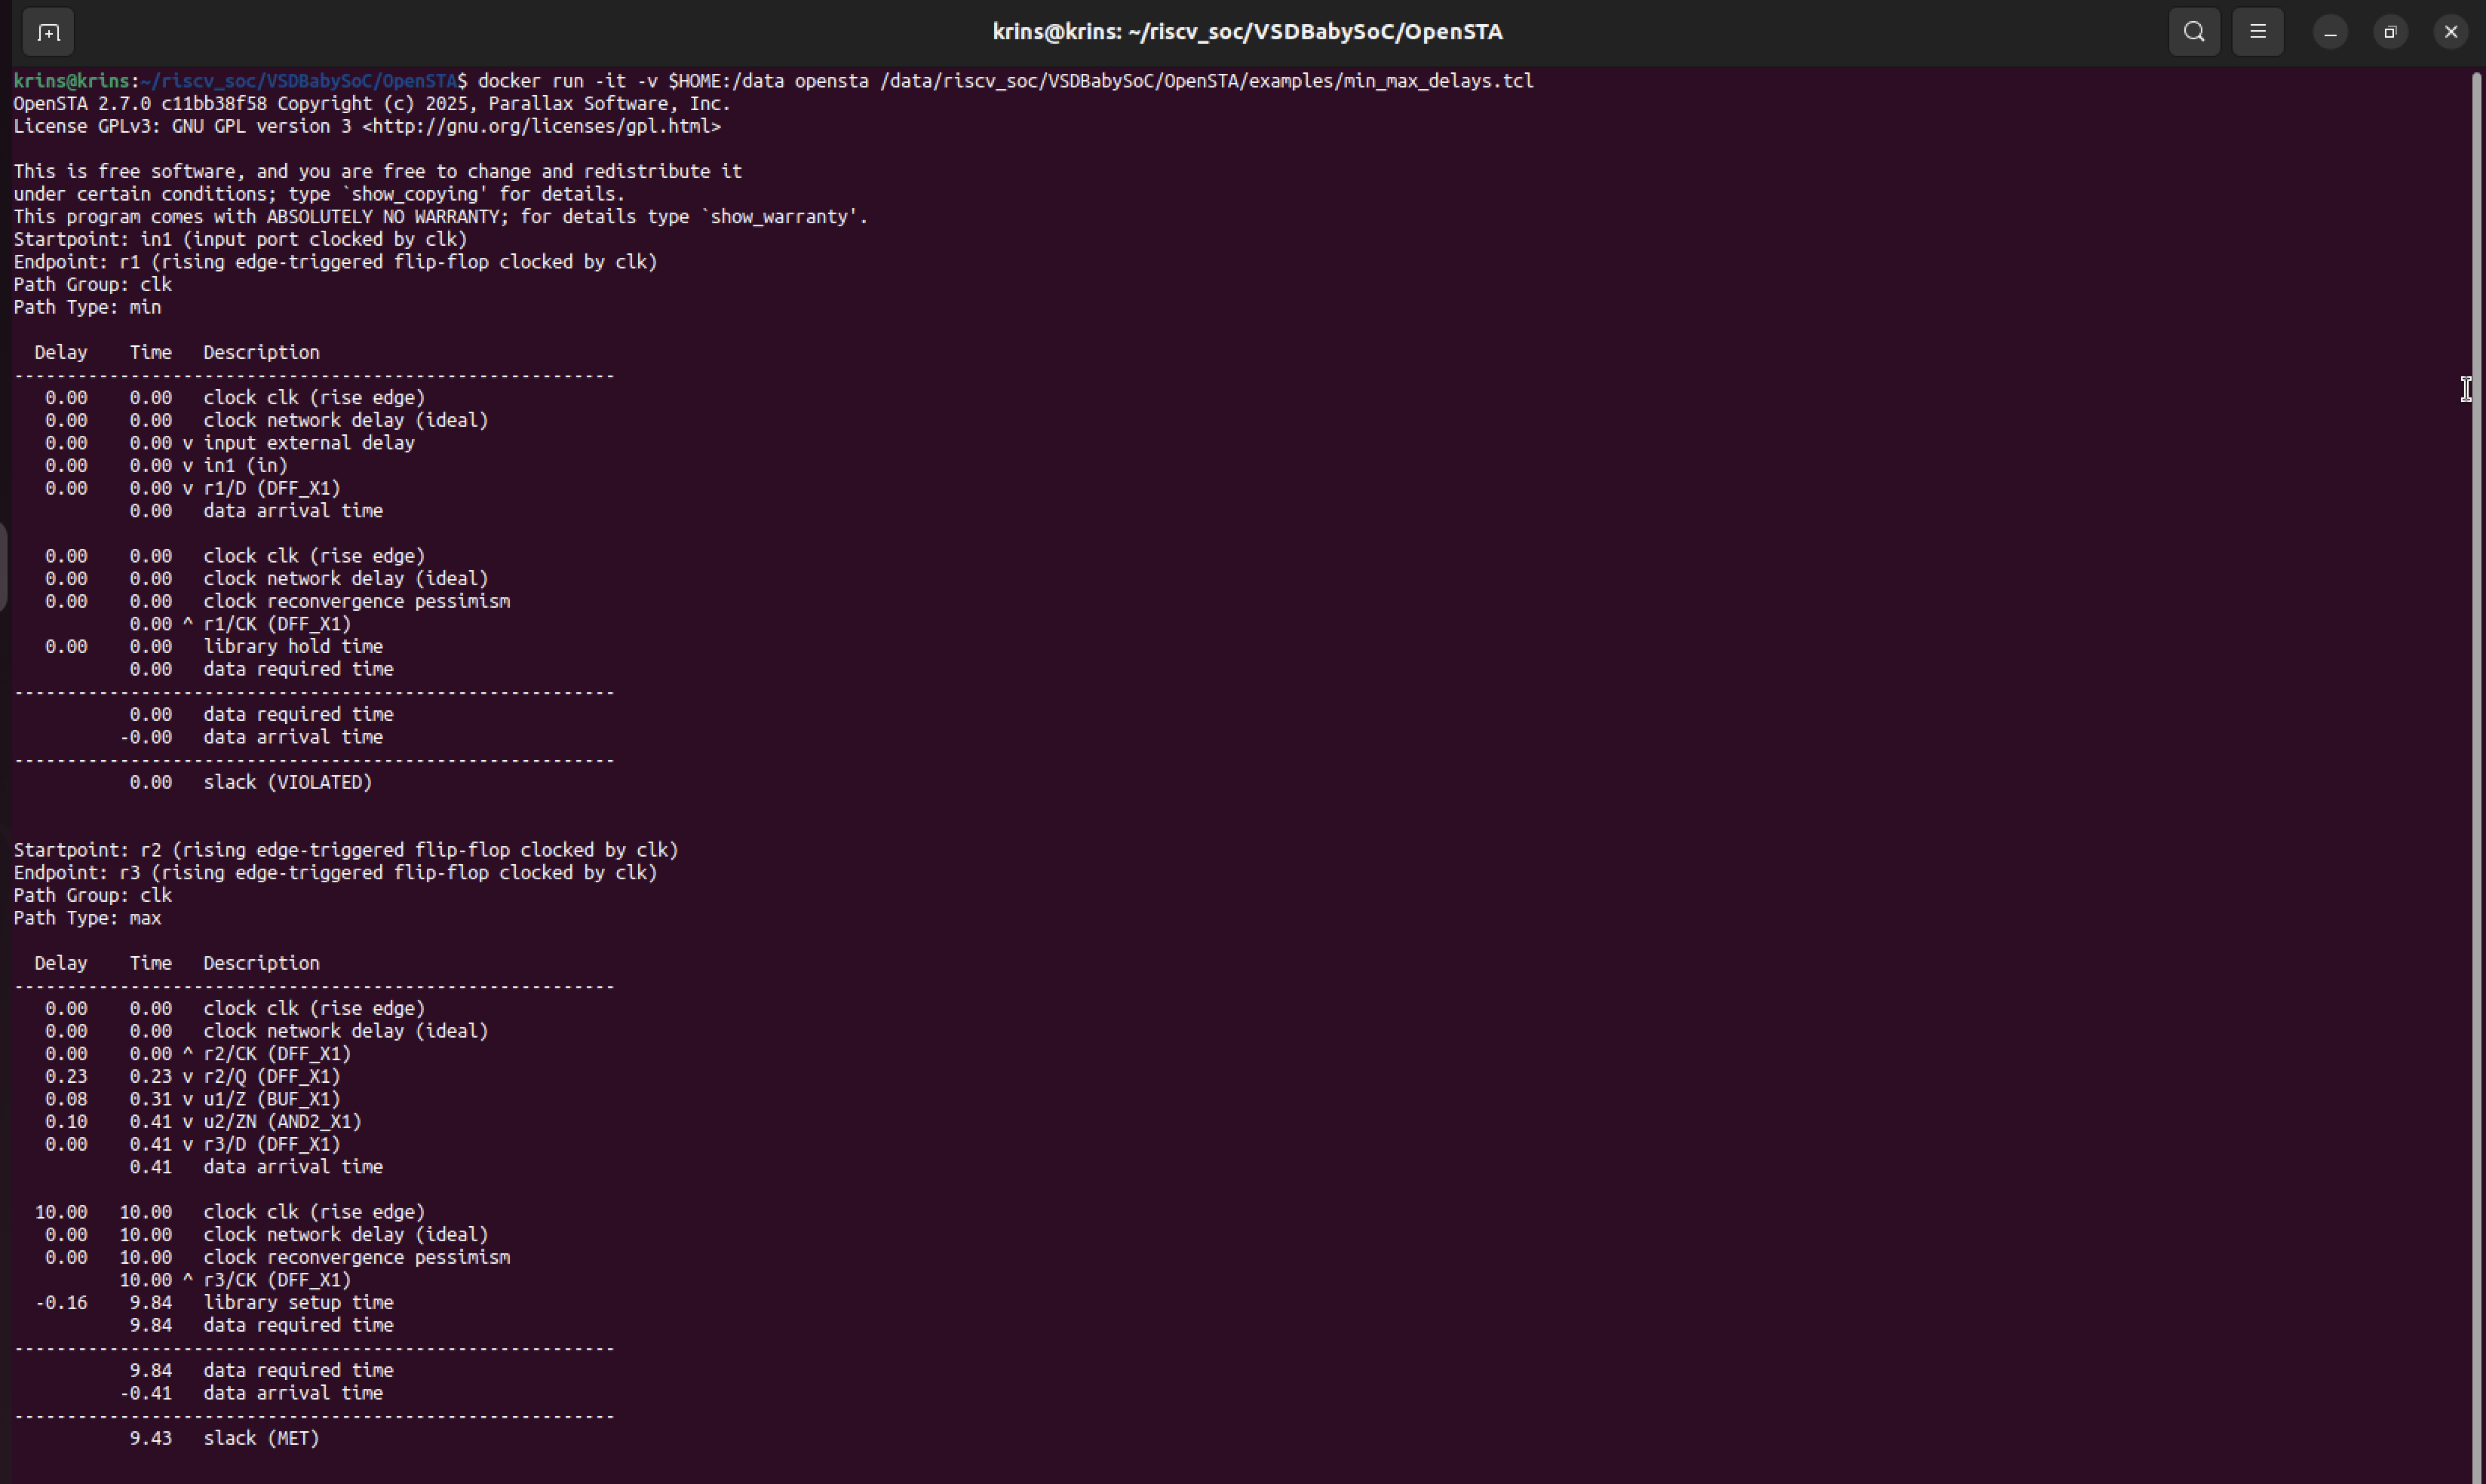 krins@krins: ~/riscv_soc/VSDBabySoC/OpenSTA
krins@krins:~/riscv_soc/VSDBabySoC/OpenSTA$ docker run -it -v $HOME:/data opensta /data/riscv_soc/VSDBabySoC/OpenSTA/examples/min_max_delays.tcl
OpenSTA 2.7.0 c11bb38f58 Copyright (c) 2025, Parallax Software, Inc.
License GPLv3: GNU GPL version 3 <http://gnu.org/licenses/gpl.html>

This is free software, and you are free to change and redistribute it
under certain conditions; type `show_copying' for details.
This program comes with ABSOLUTELY NO WARRANTY; for details type `show_warranty'.
Startpoint: in1 (input port clocked by clk)
Endpoint: r1 (rising edge-triggered flip-flop clocked by clk)
Path Group: clk
Path Type: min

  Delay    Time   Description
---------------------------------------------------------
   0.00    0.00   clock clk (rise edge)
   0.00    0.00   clock network delay (ideal)
   0.00    0.00 v input external delay
   0.00    0.00 v in1 (in)
   0.00    0.00 v r1/D (DFF_X1)
           0.00   data arrival time

   0.00    0.00   clock clk (rise edge)
   0.00    0.00   clock network delay (ideal)
   0.00    0.00   clock reconvergence pessimism
           0.00 ^ r1/CK (DFF_X1)
   0.00    0.00   library hold time
           0.00   data required time
---------------------------------------------------------
           0.00   data required time
          -0.00   data arrival time
---------------------------------------------------------
           0.00   slack (VIOLATED)

Startpoint: r2 (rising edge-triggered flip-flop clocked by clk)
Endpoint: r3 (rising edge-triggered flip-flop clocked by clk)
Path Group: clk
Path Type: max

  Delay    Time   Description
---------------------------------------------------------
   0.00    0.00   clock clk (rise edge)
   0.00    0.00   clock network delay (ideal)
   0.00    0.00 ^ r2/CK (DFF_X1)
   0.23    0.23 v r2/Q (DFF_X1)
   0.08    0.31 v u1/Z (BUF_X1)
   0.10    0.41 v u2/ZN (AND2_X1)
   0.00    0.41 v r3/D (DFF_X1)
           0.41   data arrival time

  10.00   10.00   clock clk (rise edge)
   0.00   10.00   clock network delay (ideal)
   0.00   10.00   clock reconvergence pessimism
          10.00 ^ r3/CK (DFF_X1)
  -0.16    9.84   library setup time
           9.84   data required time
---------------------------------------------------------
           9.84   data required time
          -0.41   data arrival time
---------------------------------------------------------
           9.43   slack (MET)